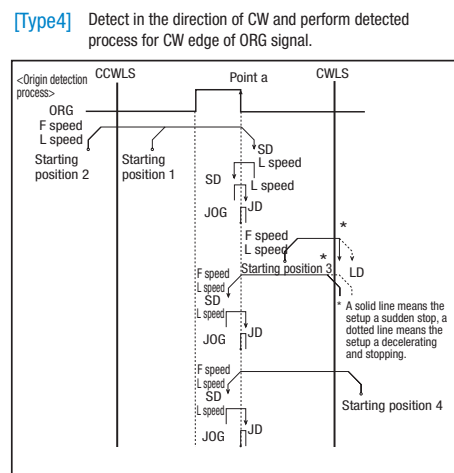 [Type4] Detect in the direction of CW and perform detected
process for CW edge of ORG signal.
<Origin detection
process>
CCWLS
Point a
CWLS
ORG
F speed
L speed
Starting
position 2
Starting
position 1
SD
L speed
SD
L speed
JOG
JD
F speed
L speed
*
Starting position 3
*
LD
F speed
L speed
SD
L speed
JOG
JD
* A solid line means the
setup a sudden stop, a
dotted line means the
setup a decelerating
and stopping.
F speed
L speed
SD
L speed
JOG
JD
Starting position 4